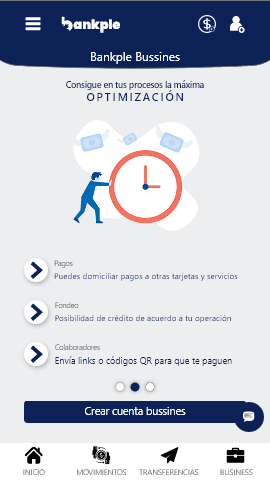 bankple
Bankple Bussines
Consigue en tus procesos la máxima
OPTIMIZACIÓN
Pagos
Puedes domiciliar pagos a otras tarjetas y servicios
Fondeo
Posibilidad de crédito de acuerdo a tu operación
Colaboradores
Envía links o códigos QR para que te paguen
Crear cuenta bussines
INICIO
MOVIMIENTOS
TRANSFERENCIAS
BUSINESS